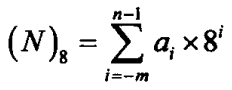 $(N)_8 = \sum_{i=-m}^{n-1} a_i \times 8^i$